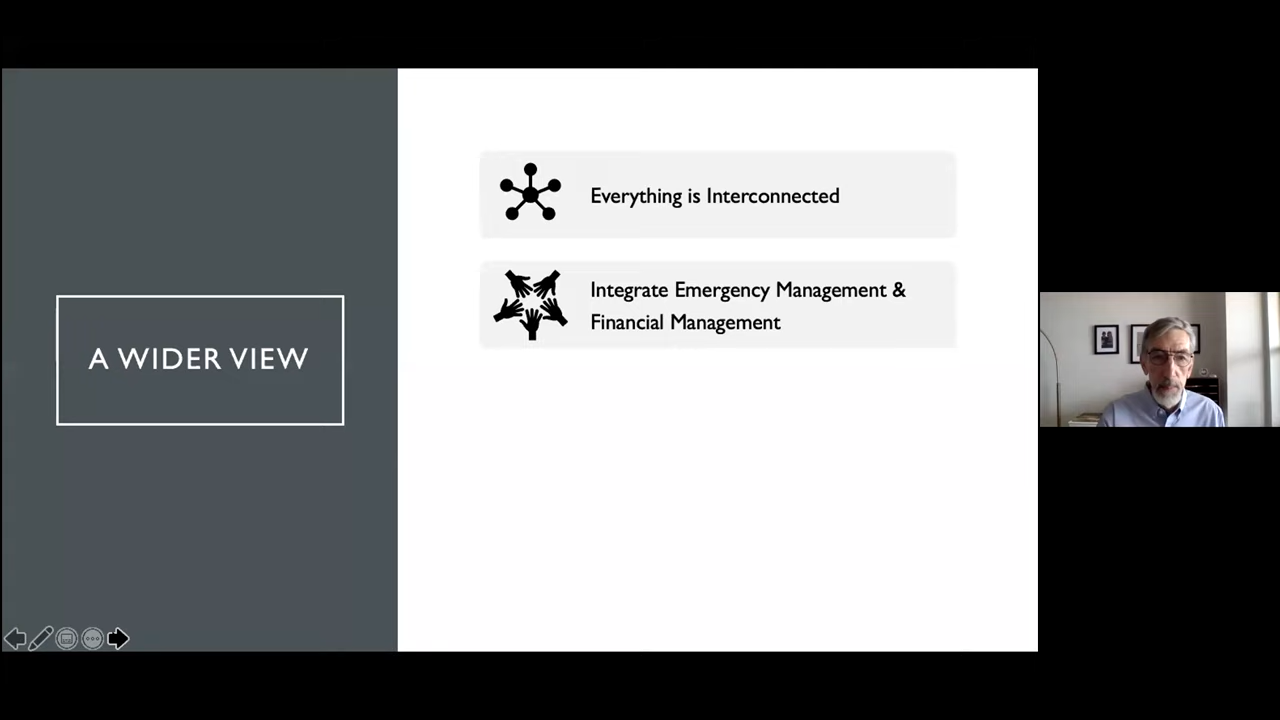 A WIDER VIEW
Everything is Interconnected
Integrate Emergency Management &
Financial Management